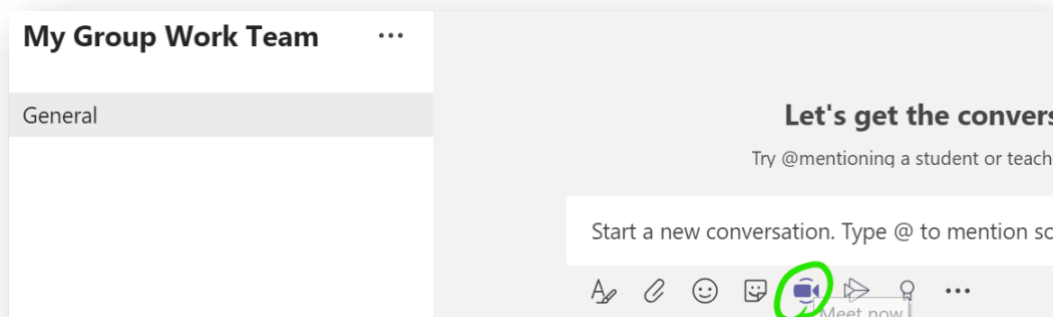 My Group Work Team
General
Let's get the convers
Try @mentioning a student or teach
Start a new conversation. Type @ to mention so
Meet now